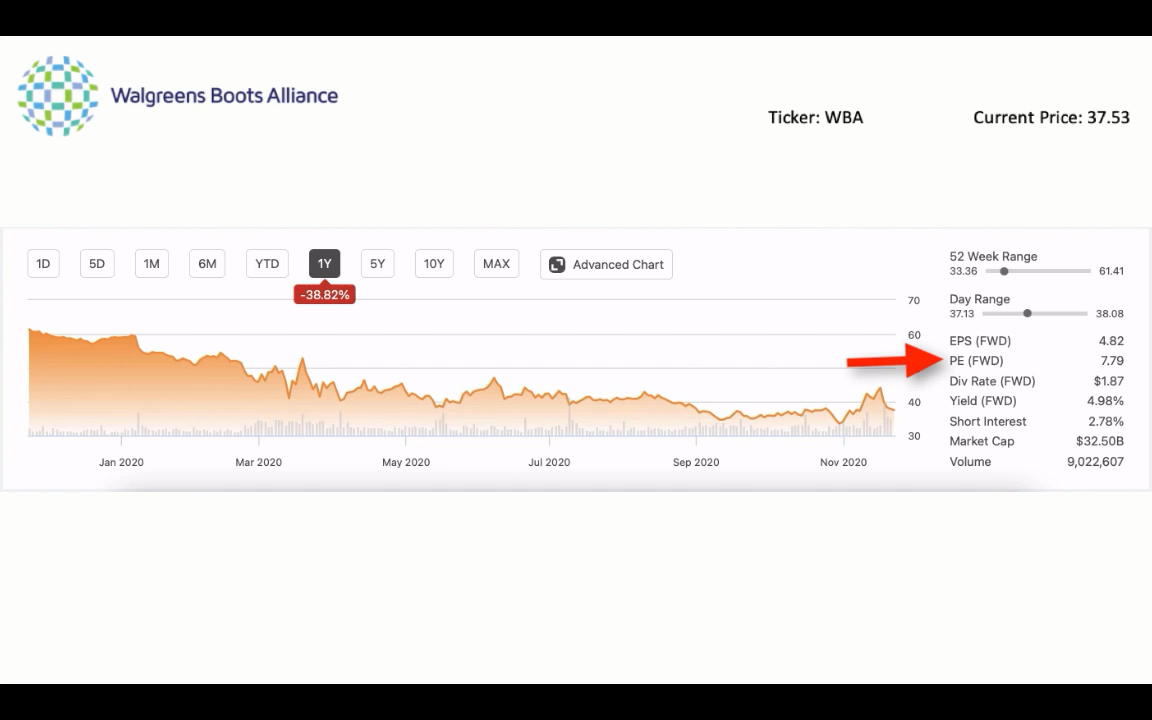 Walgreens Boots Alliance
Ticker: WBA
Current Price: 37.53
1D 5D 1M 6M YTD 1Y 5Y 10Y MAX Advanced Chart
-38.82%
70
60
40
30
Jan 2020 Mar 2020 May 2020 Jul 2020 Sep 2020 Nov 2020
52 Week Range
33.36 61.41
Day Range
37.13 38.08
EPS (FWD) 4.82
PE (FWD) 7.79
Div Rate (FWD) $1.87
Yield (FWD) 4.98%
Short Interest 2.78%
Market Cap $32.50B
Volume 9,022,607